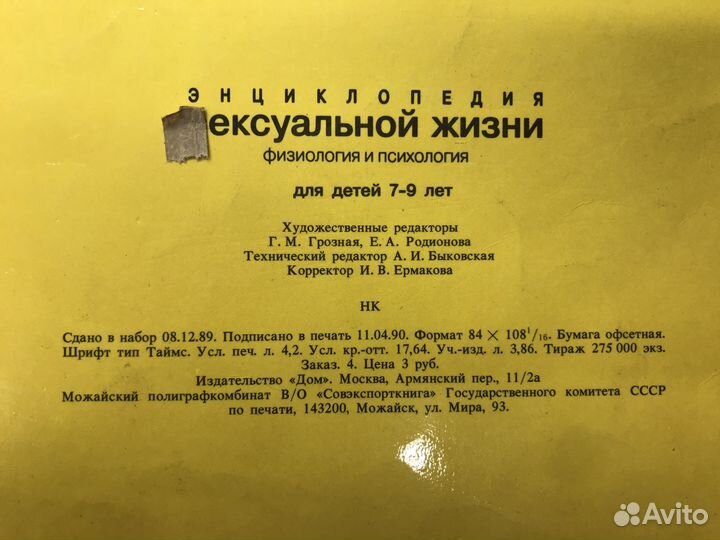 ЭНЦИКЛОПЕДИЯ
ексуальной жизни
физиология и психология
для детей 7-9 лет
Художественные редакторы
Г. М. Грозная, Е. А. Родионова
Технический редактор А. И. Быковская
Корректор И. В. Ермакова
НК
Сдано в набор 08.12.89. Подписано в печать 11.04.90. Формат 84 × 108¹/₁₆. Бумага офсетная.
Шрифт тип Таймс. Усл. печ. л. 4,2. Усл. кр.-отт. 17,64. Уч.-изд. л. 3,86. Тираж 275 000 экз.
Заказ. 4. Цена 3 руб.
Издательство «Дом». Москва, Армянский пер., 11/2а
Можайский полиграфкомбинат В/О «Совэкспорткнига» Государственного комитета СССР
по печати, 143200, Можайск, ул. Мира, 93.
Avito